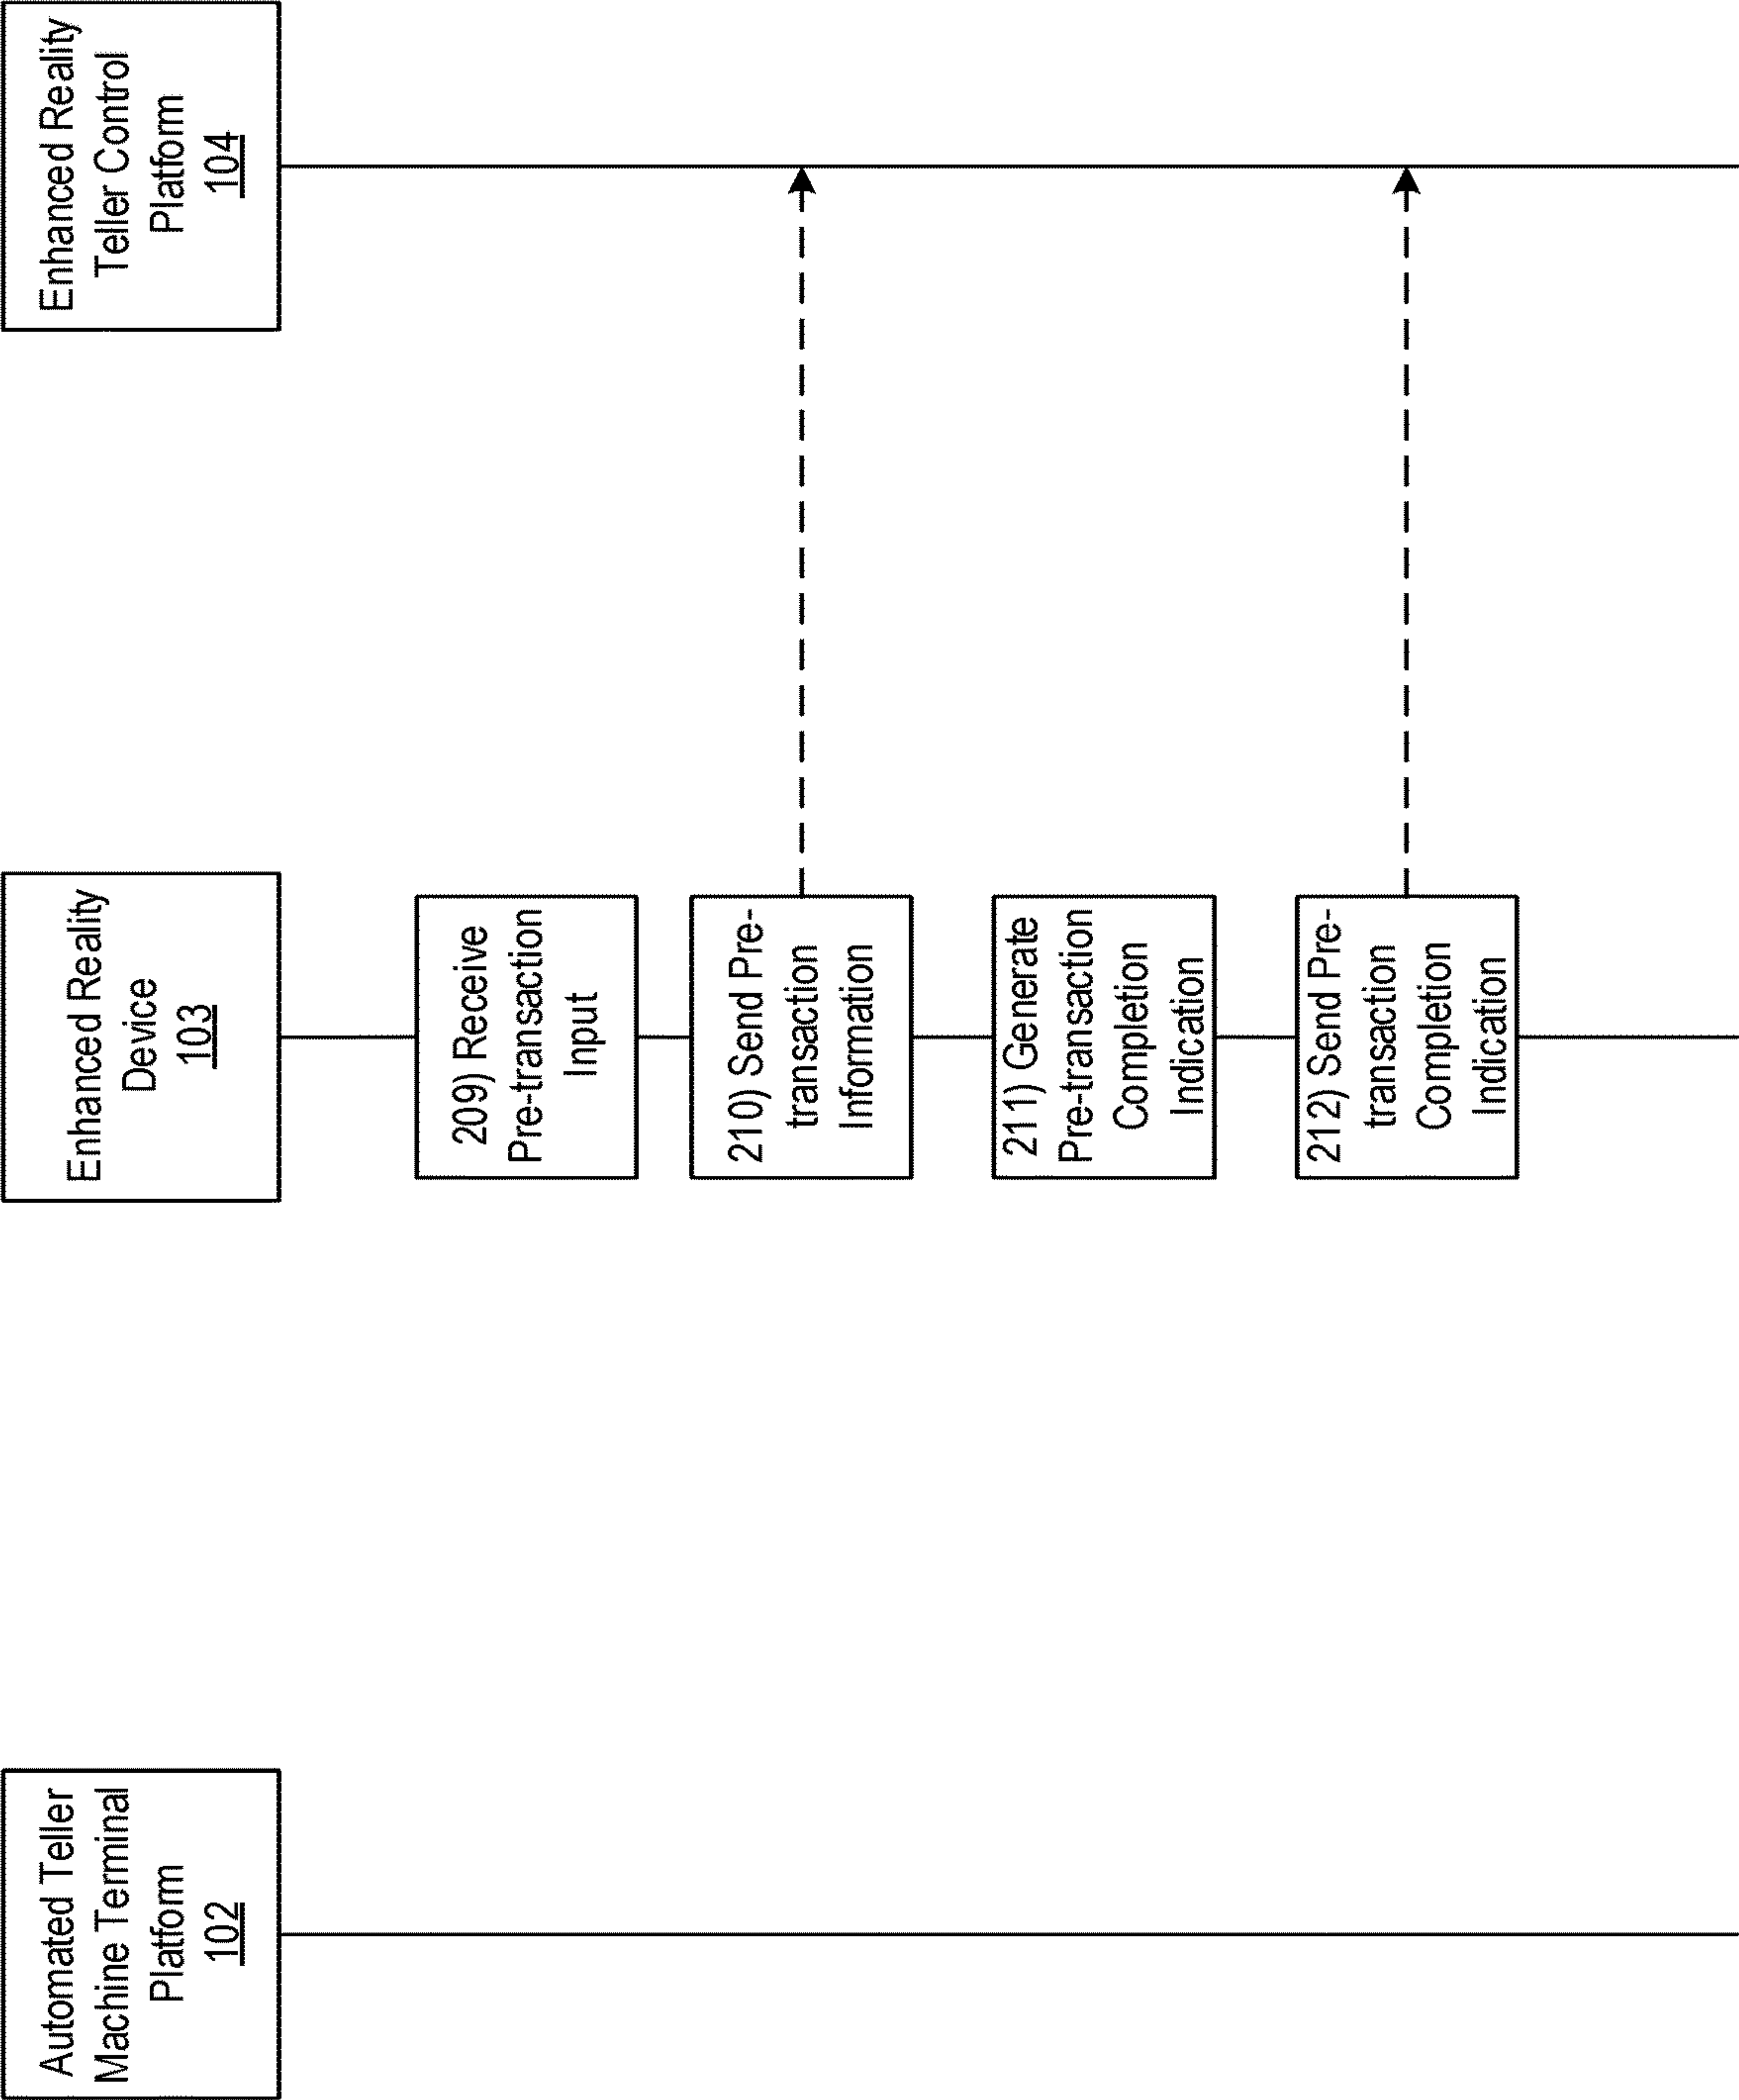 Automated Teller
Machine Terminal
Platform
102
Enhanced Reality
Device
103
Enhanced Reality
Teller Control
Platform
104
209) Receive
Pre-transaction
Input
210) Send Pre-
transaction
Information
211) Generate
Pre-transaction
Completion
Indication
212) Send Pre-
transaction
Completion
Indication